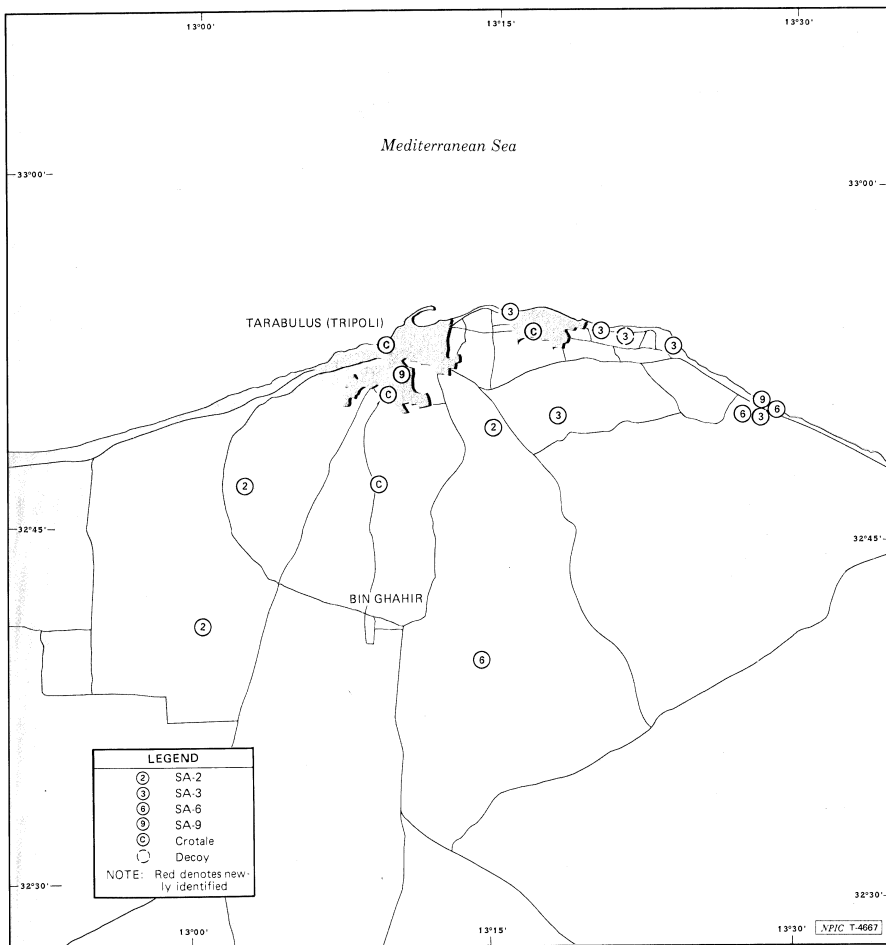 13°00' 13°15' 13°30'
Mediterranean Sea
33°00' 33°00'
TARABULUS (TRIPOLI)
3
C 3 3
C 3
9
C 9
3 6 6
2 3
2 C
32°45' 32°45'
BIN GHAHIR
2
6
LEGEND
2 SA-2
3 SA-3
6 SA-6
9 SA-9
C Crotale
Decoy
NOTE: Red denotes new-
ly identified
32°30' 32°30'
13°00' 13°15' 13°30'
NPIC T-4667